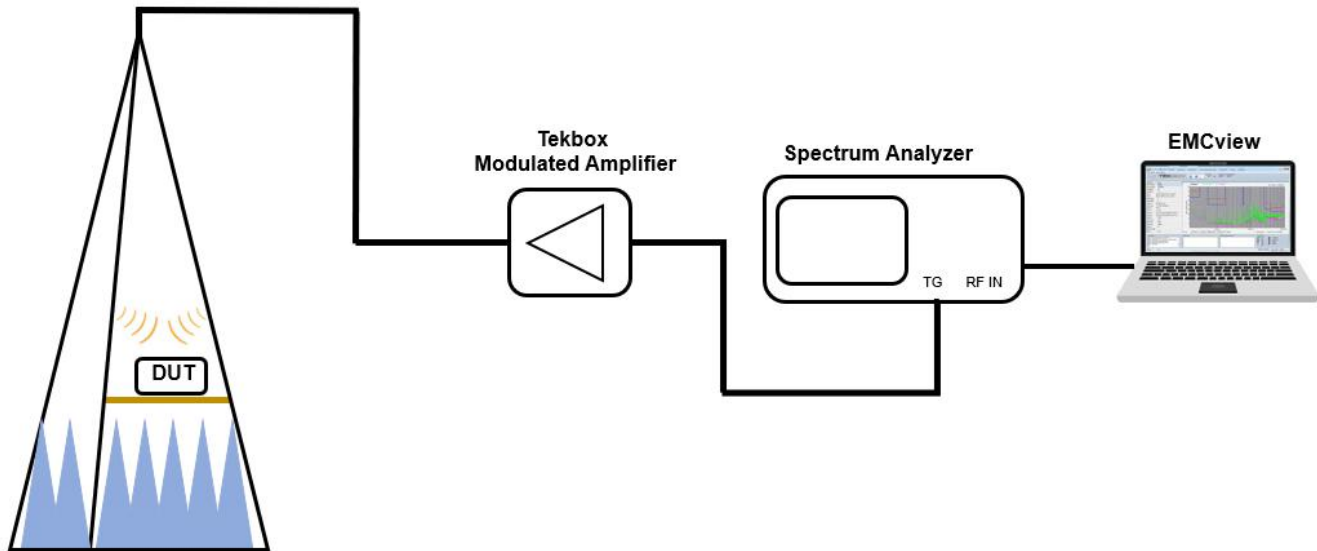 Tekbox
Modulated Amplifier
Spectrum Analyzer
EMCview
TG RF IN
DUT